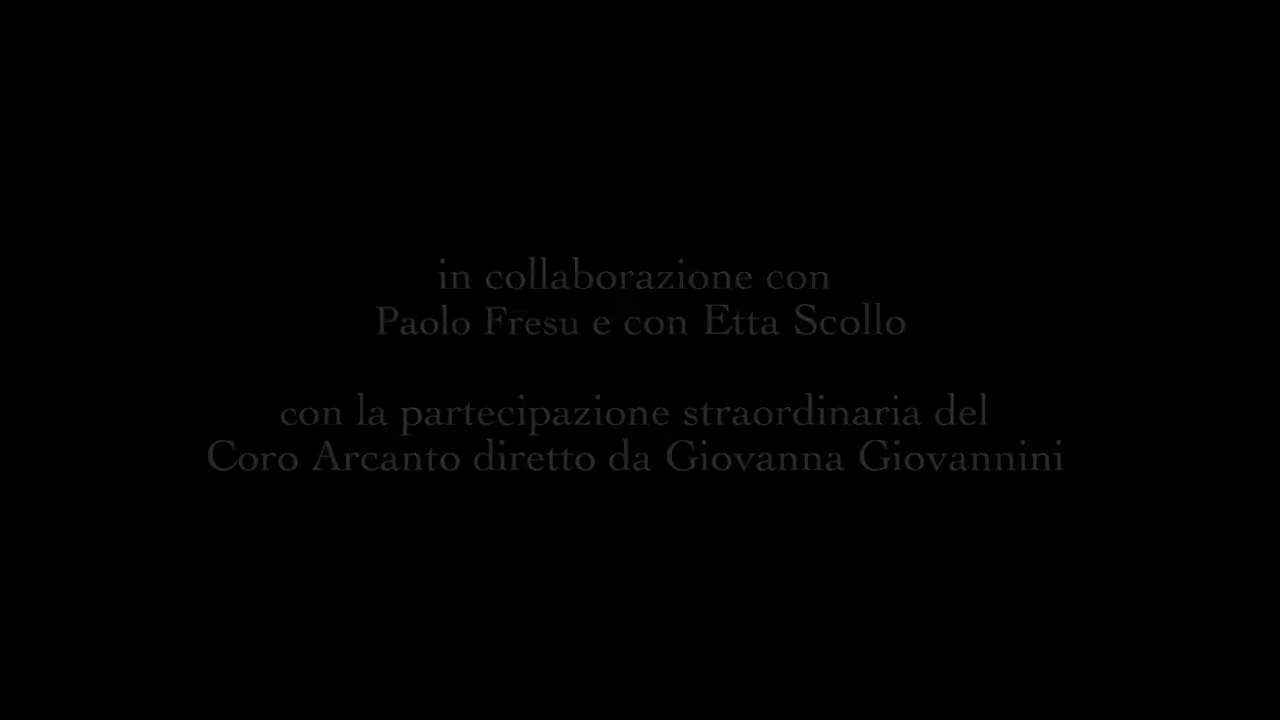 in collaborazione con
Paolo Fresu e con Etta Scollo
con la partecipazione straordinaria del
Coro Arcanto diretto da Giovanna Giovannini